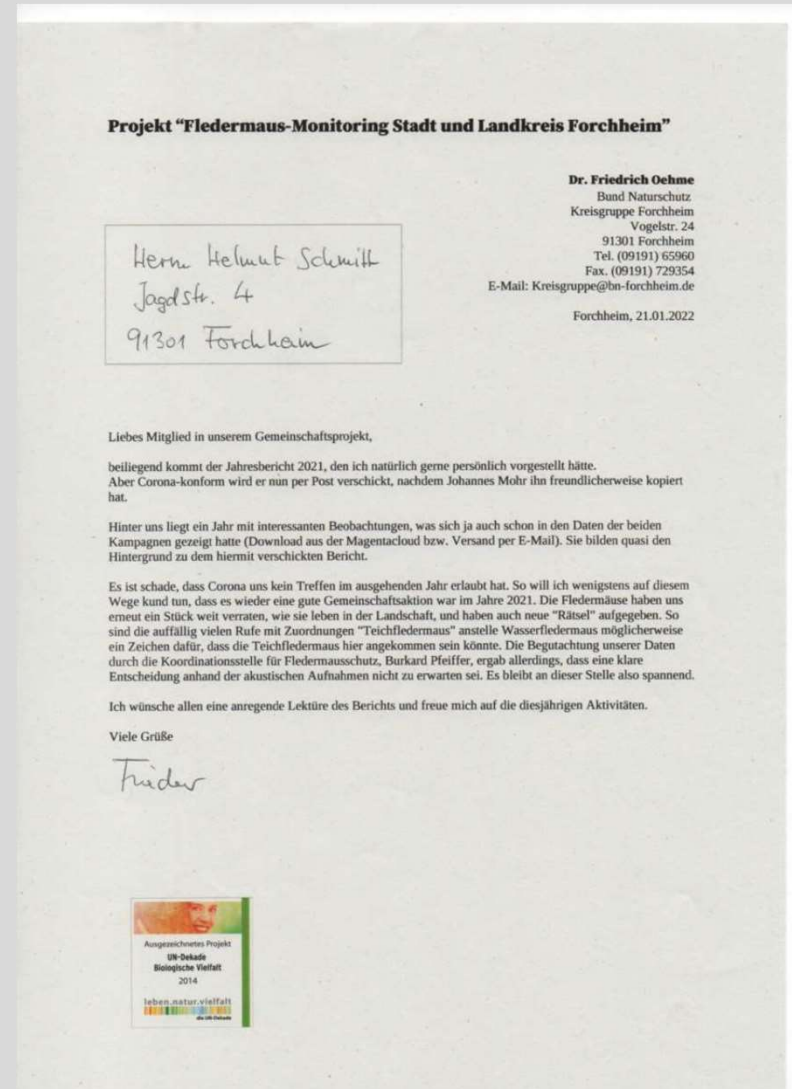 Projekt “Fledermaus-Monitoring Stadt und Landkreis Forchheim”
Dr. Friedrich Oehme
Bund Naturschutz
Kreisgruppe Forchheim
Vogelstr. 24
91301 Forchheim
Tel. (09191) 65960
Fax. (09191) 729354
E-Mail: Kreisgruppe@bn-forchheim.de
Forchheim, 21.01.2022
Herrn Helmut Schmitt
Jagdstr. 4
91301 Forchheim
Liebes Mitglied in unserem Gemeinschaftsprojekt,
beiliegend kommt der Jahresbericht 2021, den ich natürlich gerne persönlich vorgestellt hätte.
Aber Corona-konform wird er nun per Post verschickt, nachdem Johannes Mohr ihn freundlicherweise kopiert
hat.
Hinter uns liegt ein Jahr mit interessanten Beobachtungen, was sich ja auch schon in den Daten der beiden
Kampagnen gezeigt hatte (Download aus der Magentacloud bzw. Versand per E-Mail). Sie bilden quasi den
Hintergrund zu dem hiermit verschickten Bericht.
Es ist schade, dass Corona uns kein Treffen im ausgehenden Jahr erlaubt hat. So will ich wenigstens auf diesem
Wege kund tun, dass es wieder eine gute Gemeinschaftsaktion war im Jahre 2021. Die Fledermäuse haben uns
erneut ein Stück weit verraten, wie sie leben in der Landschaft, und haben auch neue "Rätsel" aufgegeben. So
sind die auffällig vielen Rufe mit Zuordnungen "Teichfledermaus" anstelle Wasserfledermaus möglicherweise
ein Zeichen dafür, dass die Teichfledermaus hier angekommen sein könnte. Die Begutachtung unserer Daten
durch die Koordinationsstelle für Fledermausschutz, Burkard Pfeiffer, ergab allerdings, dass eine klare
Entscheidung anhand der akustischen Aufnahmen nicht zu erwarten sei. Es bleibt an dieser Stelle also spannend.
Ich wünsche allen eine anregende Lektüre des Berichts und freue mich auf die diesjährigen Aktivitäten.
Viele Grüße
Frieder
Ausgezeichnetes Projekt
UN-Dekade
Biologische Vielfalt
2014
leben.natur.vielfalt
die UN-Dekade